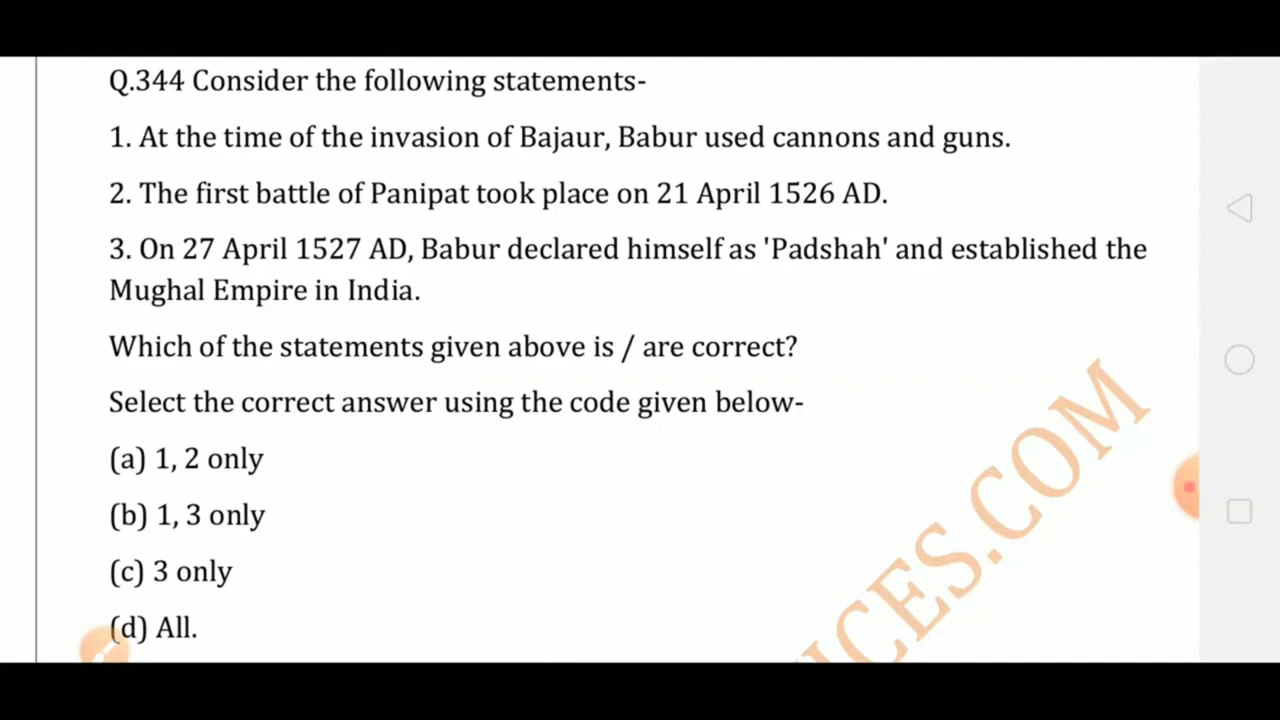 Q.344 Consider the following statements-
1. At the time of the invasion of Bajaur, Babur used cannons and guns.
2. The first battle of Panipat took place on 21 April 1526 AD.
3. On 27 April 1527 AD, Babur declared himself as 'Padshah' and established the
Mughal Empire in India.
Which of the statements given above is / are correct?
Select the correct answer using the code given below-
(a) 1, 2 only
(b) 1, 3 only
(c) 3 only
(d) All.
ICES.COM